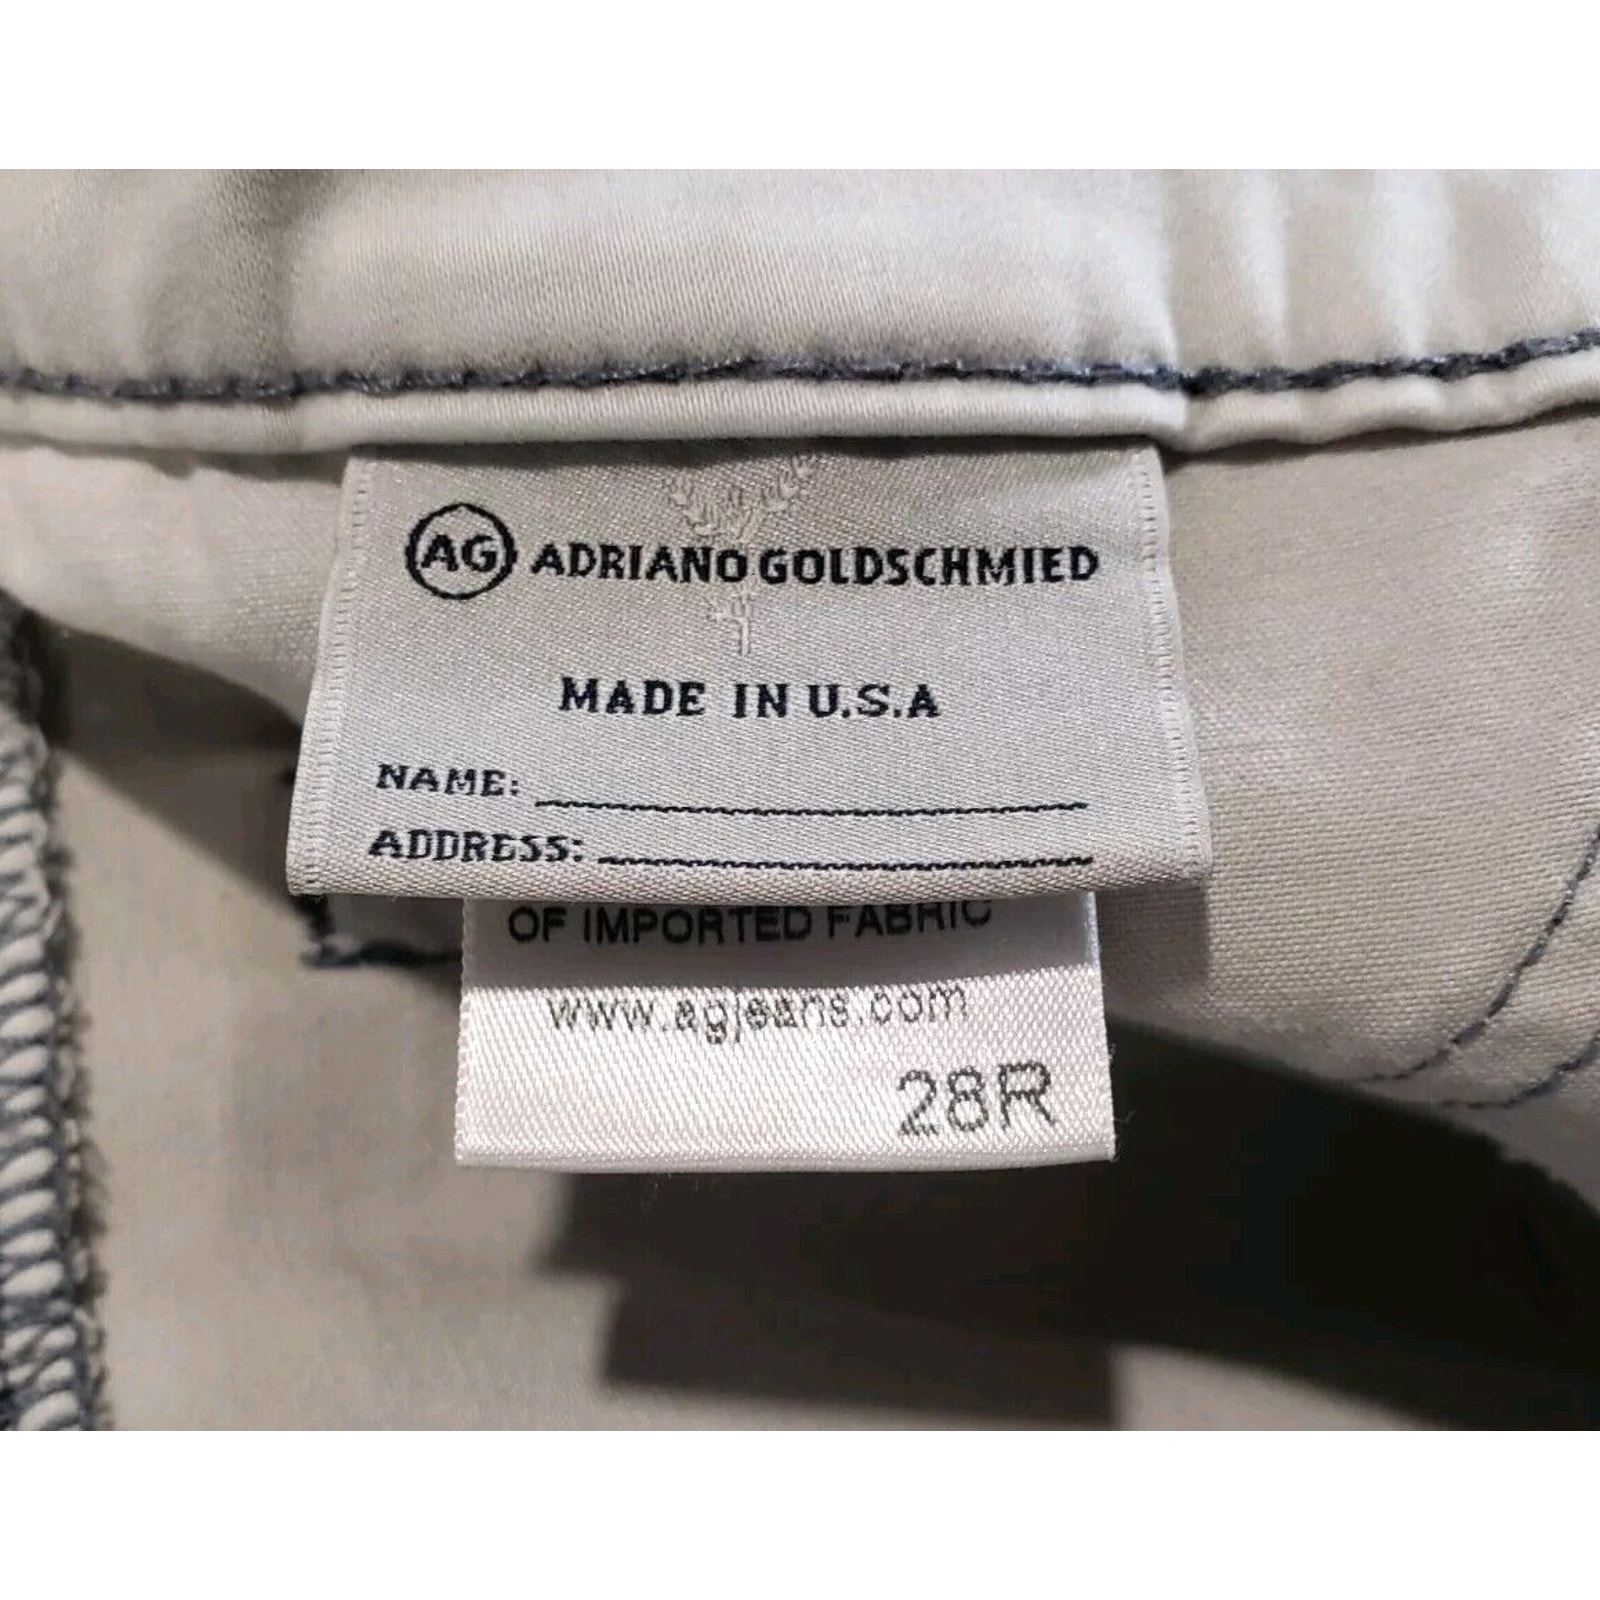 AG ADRIANO GOLDSCHMIED
MADE IN U.S.A
NAME:
ADDRESS:
OF IMPORTED FABRIC
www.agjeans.com
28R